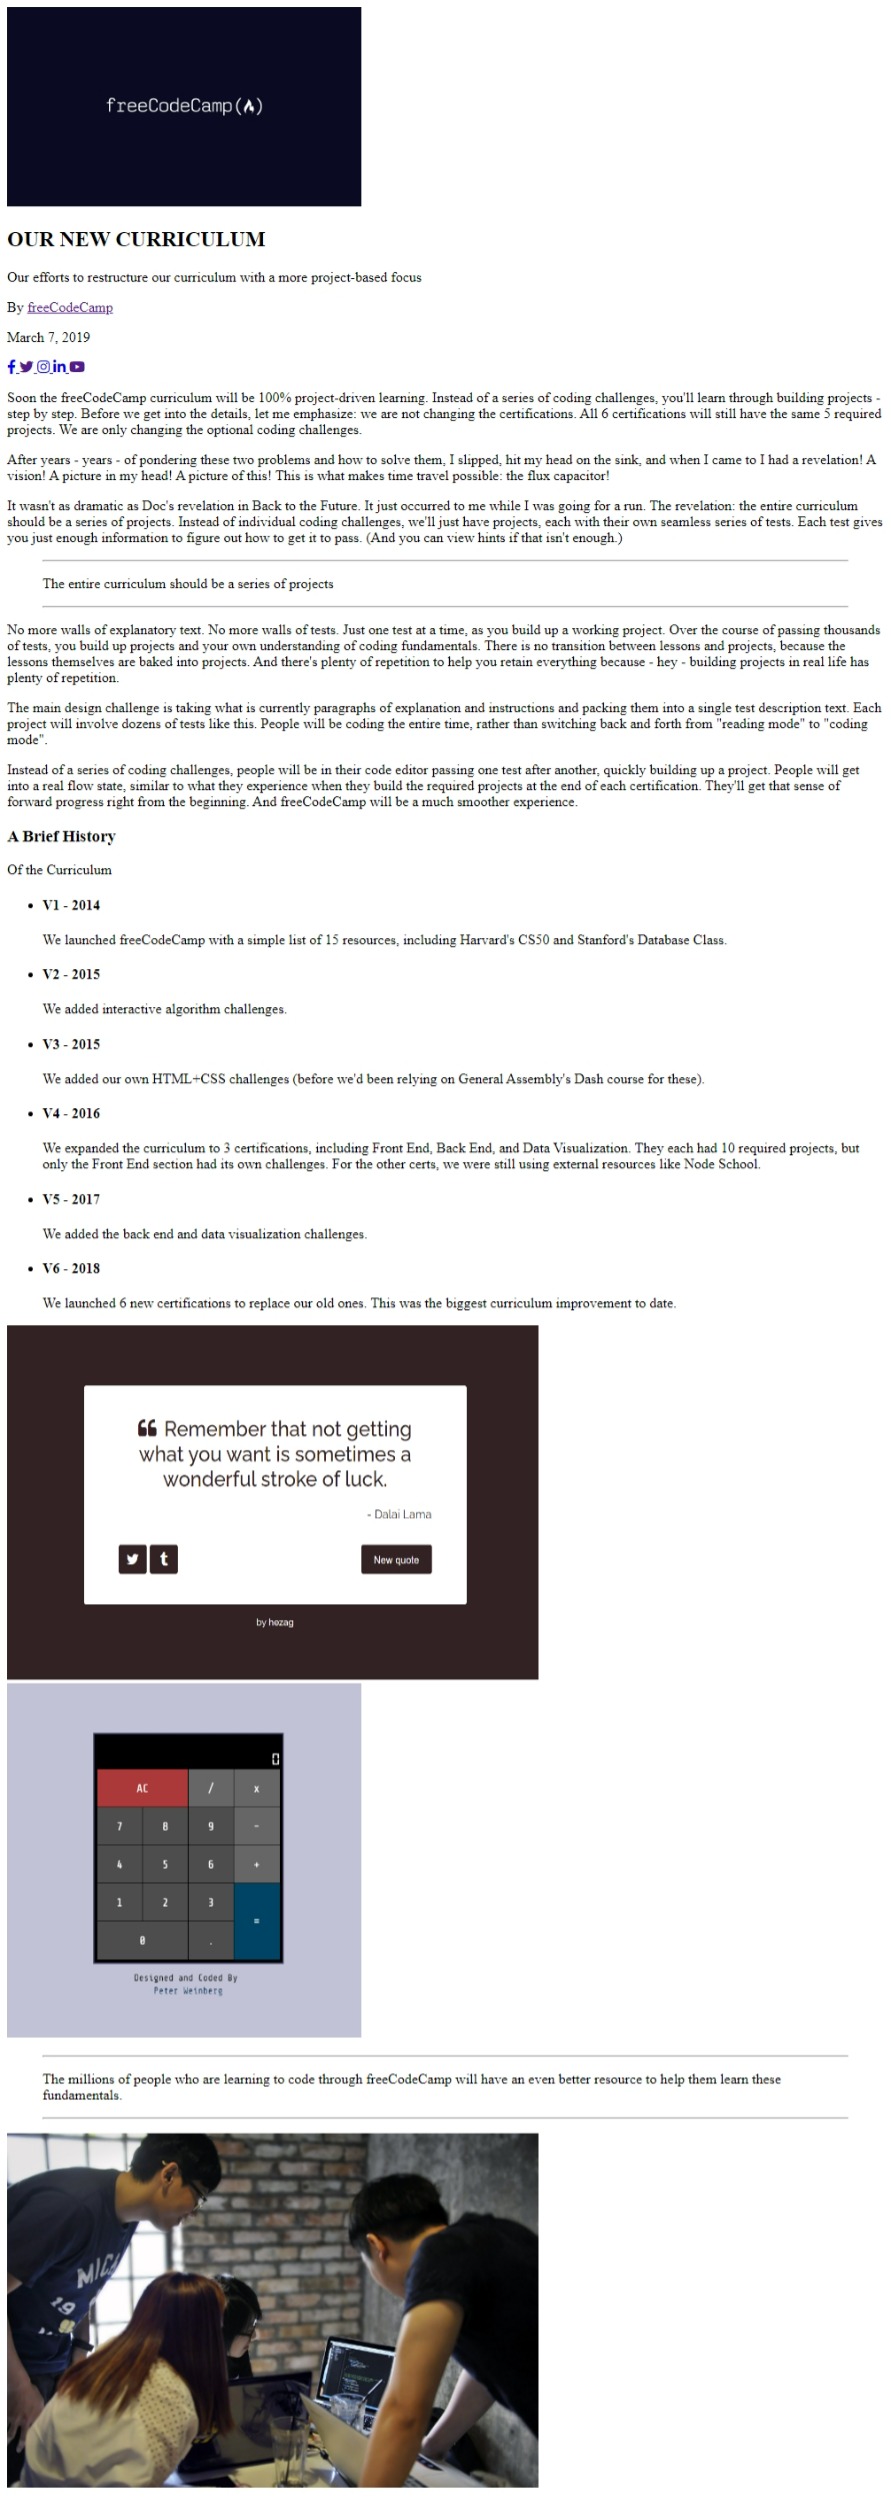 freeCodeCamp
OUR NEW CURRICULUM
Our efforts to restructure our curriculum with a more project-based focus
By freeCodeCamp
March 7, 2019
Soon the freeCodeCamp curriculum will be 100% project-driven learning. Instead of a series of coding challenges, you'll learn through building projects -
step by step. Before we get into the details, let me emphasize: we are not changing the certifications. All 6 certifications will still have the same 5 required
projects. We are only changing the optional coding challenges.
After years - years - of pondering these two problems and how to solve them, I slipped, hit my head on the sink, and when I came to I had a revelation! A
vision! A picture in my head! A picture of this! This is what makes time travel possible: the flux capacitor!
It wasn't as dramatic as Doc's revelation in Back to the Future. It just occurred to me while I was going for a run. The revelation: the entire curriculum
should be a series of projects. Instead of individual coding challenges, we'll just have projects, each with their own seamless series of tests. Each test gives
you just enough information to figure out how to get it to pass. (And you can view hints if that isn't enough.)
The entire curriculum should be a series of projects
No more walls of explanatory text. No more walls of tests. Just one test at a time, as you build up a working project. Over the course of passing thousands
of tests, you build up projects and your own understanding of coding fundamentals. There is no transition between lessons and projects, because the
lessons themselves are baked into projects. And there's plenty of repetition to help you retain everything because - hey - building projects in real life has
plenty of repetition.
The main design challenge is taking what is currently paragraphs of explanation and instructions and packing them into a single test description text. Each
project will involve dozens of tests like this. People will be coding the entire time, rather than switching back and forth from "reading mode" to "coding
mode".
Instead of a series of coding challenges, people will be in their code editor passing one test after another, quickly building up a project. People will get
into a real flow state, similar to what they experience when they build the required projects at the end of each certification. They'll get that sense of
forward progress right from the beginning. And freeCodeCamp will be a much smoother experience.
A Brief History
Of the Curriculum
V1 - 2014
We launched freeCodeCamp with a simple list of 15 resources, including Harvard's CS50 and Stanford's Database Class.
V2 - 2015
We added interactive algorithm challenges.
V3 - 2015
We added our own HTML+CSS challenges (before we'd been relying on General Assembly's Dash course for these).
V4 - 2016
We expanded the curriculum to 3 certifications, including Front End, Back End, and Data Visualization. They each had 10 required projects, but
only the Front End section had its own challenges. For the other certs, we were still using external resources like Node School.
V5 - 2017
We added the back end and data visualization challenges.
V6 - 2018
We launched 6 new certifications to replace our old ones. This was the biggest curriculum improvement to date.
Remember that not getting
what you want is sometimes a
wonderful stroke of luck.
- Dalai Lama
New quote
by hezag
0
AC / x
7 8 9 -
4 5 6 +
1 2 3 =
0 .
Designed and Coded By
Peter Weinberg
The millions of people who are learning to code through freeCodeCamp will have an even better resource to help them learn these
fundamentals.
19